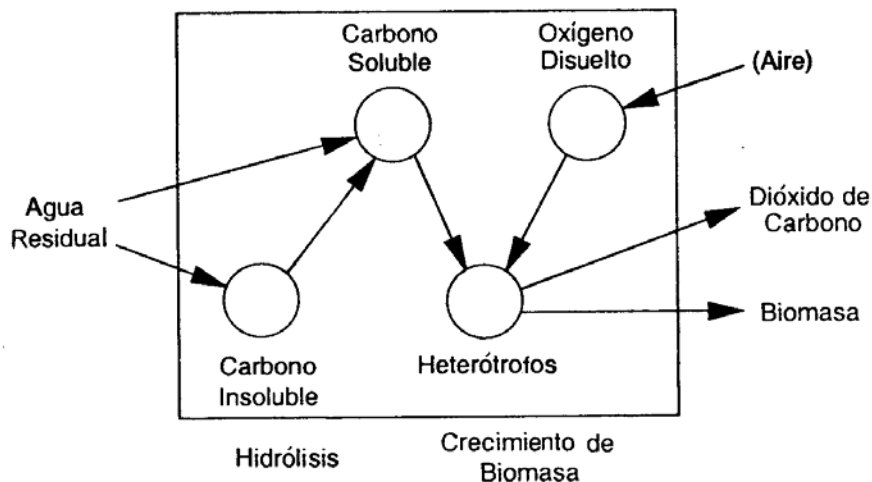 Carbono
Soluble
Oxígeno
Disuelto
(Aire)
Agua
Residual
Dióxido de
Carbono
Biomasa
Carbono
Insoluble
Heterótrofos
Hidrólisis
Crecimiento de
Biomasa